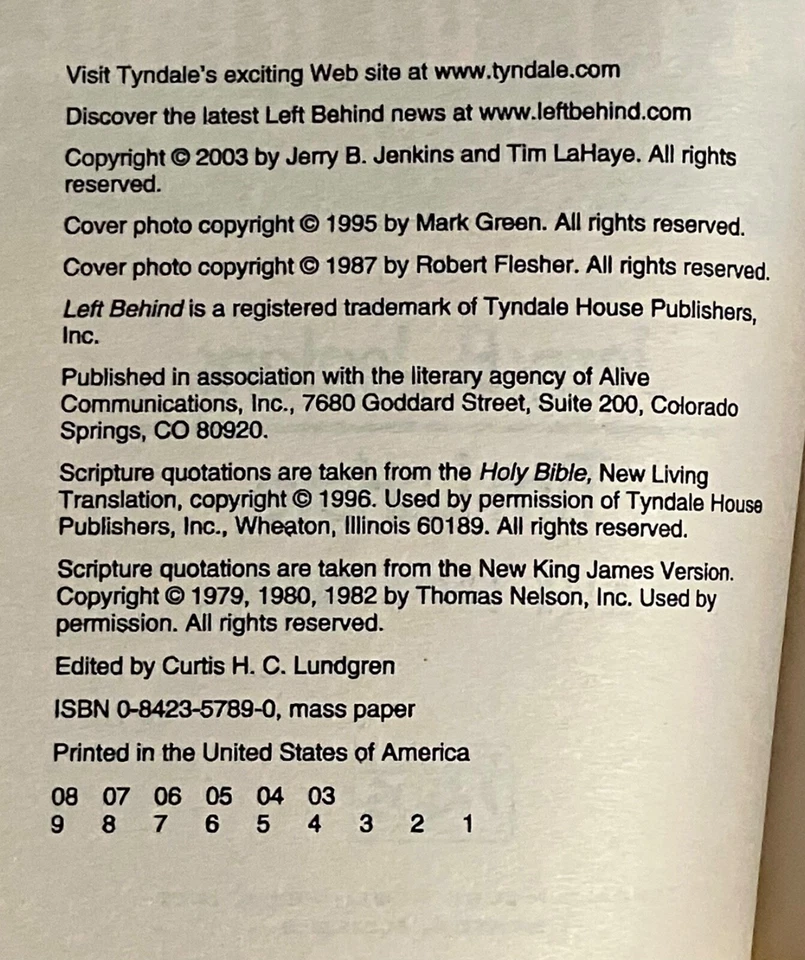 Visit Tyndale's exciting Web site at www.tyndale.com
Discover the latest Left Behind news at www.leftbehind.com
Copyright © 2003 by Jerry B. Jenkins and Tim LaHaye. All rights
reserved.
Cover photo copyright © 1995 by Mark Green. All rights reserved.
Cover photo copyright © 1987 by Robert Flesher. All rights reserved.
Left Behind is a registered trademark of Tyndale House Publishers,
Inc.
Published in association with the literary agency of Alive
Communications, Inc., 7680 Goddard Street, Suite 200, Colorado
Springs, CO 80920.
Scripture quotations are taken from the Holy Bible, New Living
Translation, copyright © 1996. Used by permission of Tyndale House
Publishers, Inc., Wheaton, Illinois 60189. All rights reserved.
Scripture quotations are taken from the New King James Version.
Copyright © 1979, 1980, 1982 by Thomas Nelson, Inc. Used by
permission. All rights reserved.
Edited by Curtis H. C. Lundgren
ISBN 0-8423-5789-0, mass paper
Printed in the United States of America
08 07 06 05 04 03
9 8 7 6 5 4 3 2 1